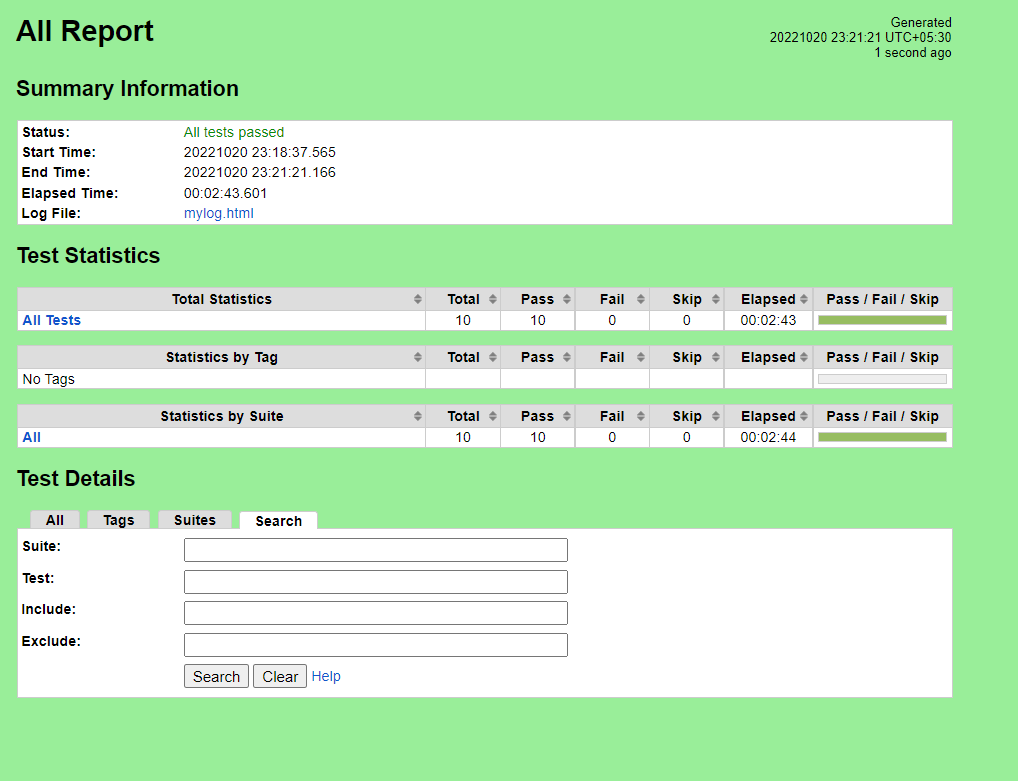 All Report
Generated
20221020 23:21:21 UTC+05:30
1 second ago
Summary Information
Status: All tests passed
Start Time: 20221020 23:18:37.565
End Time: 20221020 23:21:21.166
Elapsed Time: 00:02:43.601
Log File: mylog.html
Test Statistics
Total Statistics Total Pass Fail Skip Elapsed Pass / Fail / Skip
All Tests 10 10 0 0 00:02:43
Statistics by Tag Total Pass Fail Skip Elapsed Pass / Fail / Skip
No Tags
Statistics by Suite Total Pass Fail Skip Elapsed Pass / Fail / Skip
All 10 10 0 0 00:02:44
Test Details
All Tags Suites Search
Suite:
Test:
Include:
Exclude:
Search Clear Help